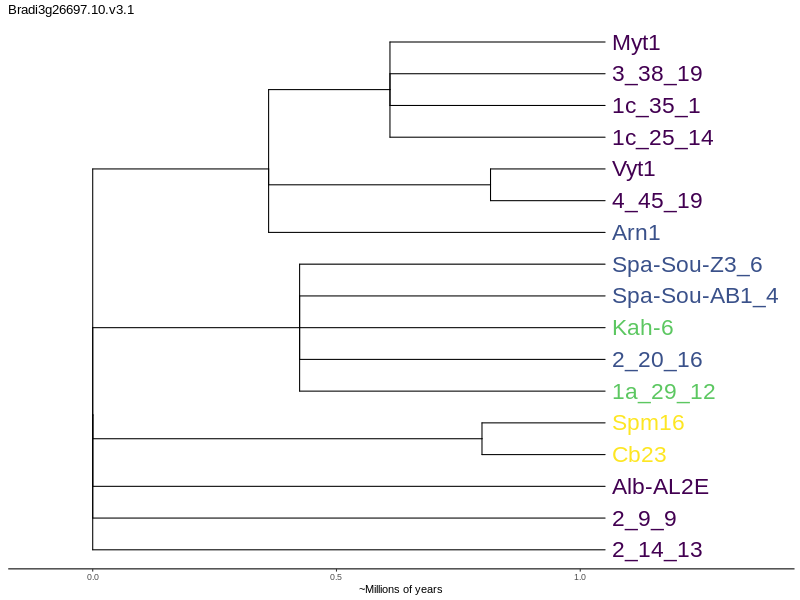 Bradi3g26697.10.v3.1
Myt1
3_38_19
1c_35_1
1c_25_14
Vyt1
4_45_19
Arn1
Spa-Sou-Z3_6
Spa-Sou-AB1_4
Kah-6
2_20_16
1a_29_12
Spm16
Cb23
Alb-AL2E
2_9_9
2_14_13
0.0 0.5 1.0
~Millions of years